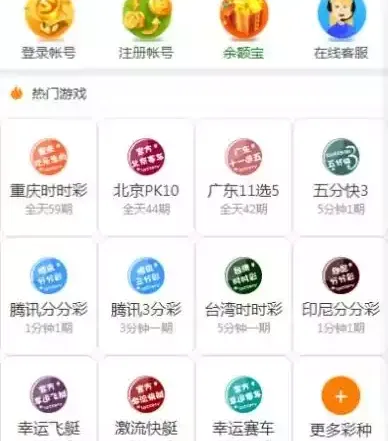 登录帐号 注册帐号 余额宝 在线客服
热门游戏
重庆时时彩 北京PK10 广东11选5 五分快3
全天59期 全天44期 全天42期 5分钟1期
腾讯分分彩 腾讯3分彩 台湾时时彩 印尼分分彩
1分钟1期 3分钟一期 5分钟一期 1分钟1期
幸运飞艇 激流快艇 幸运赛车 更多彩种